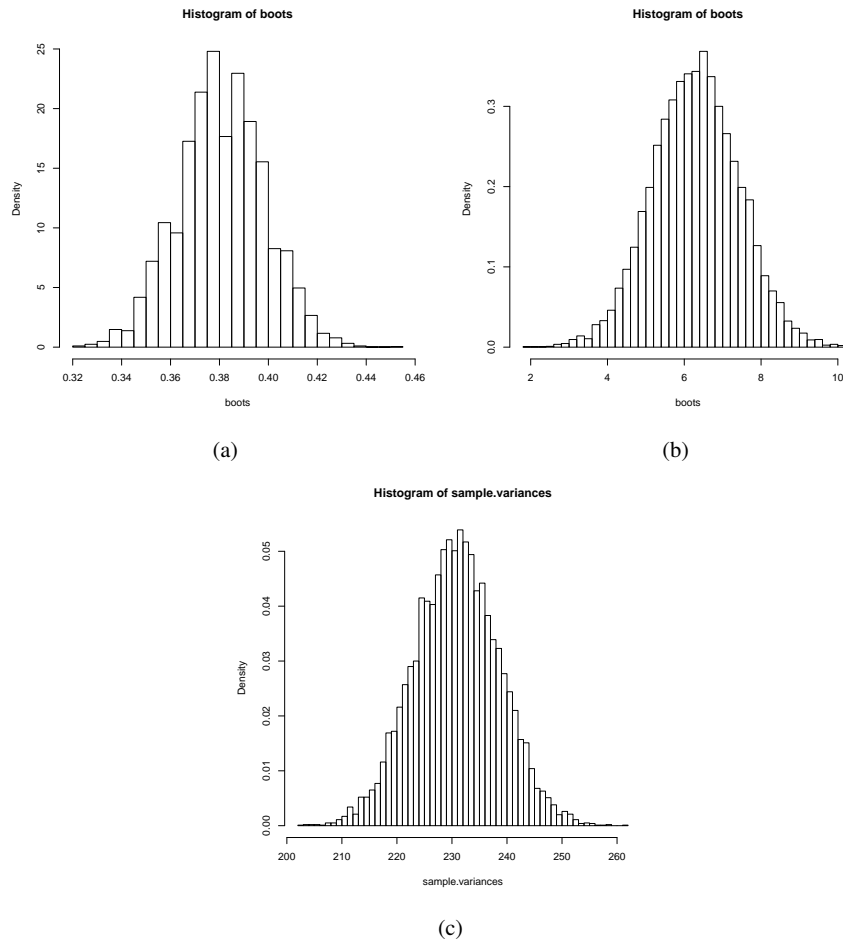 Histogram of boots
Density
0 5 10 15 20 25
0.32 0.34 0.36 0.38 0.40 0.42 0.44 0.46
boots
(a)
Histogram of boots
Density
0.0 0.1 0.2 0.3
2 4 6 8 10
boots
(b)
Histogram of sample.variances
Density
0.00 0.01 0.02 0.03 0.04 0.05
200 210 220 230 240 250 260
sample.variances
(c)